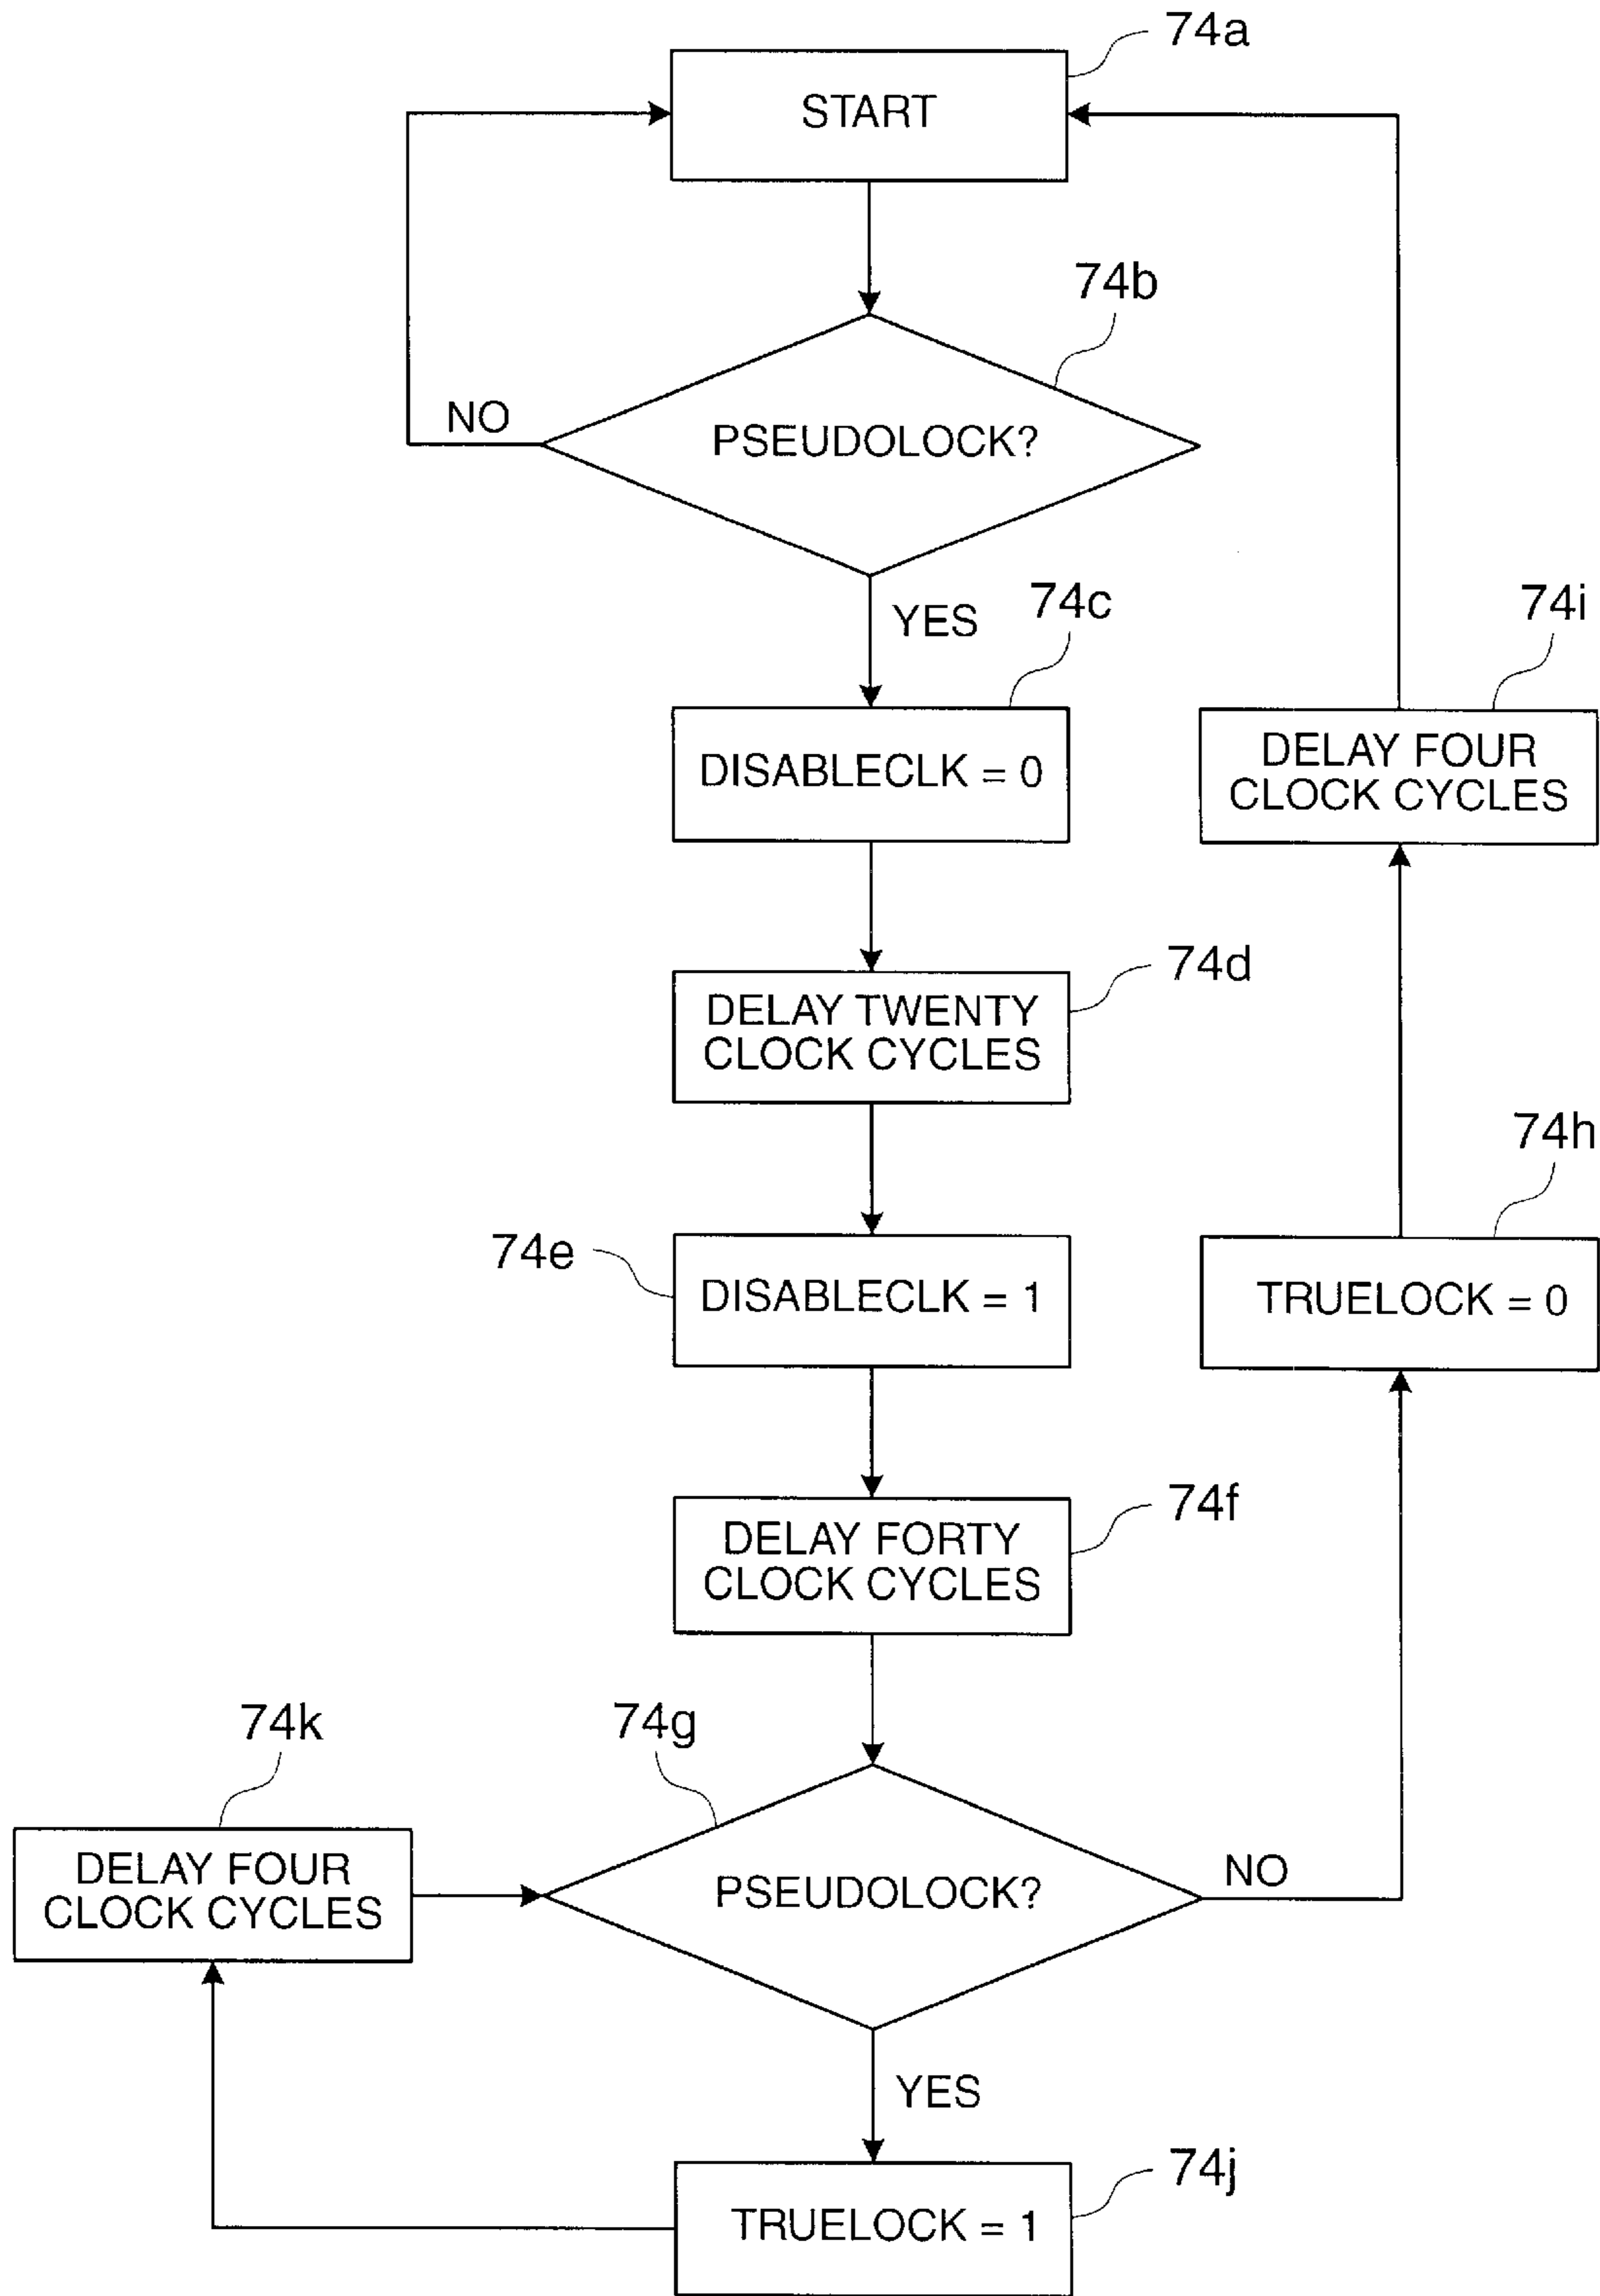 74a
START
74b
NO
PSEUDOLOCK?
YES
74c
74i
DISABLECLK = 0
DELAY FOUR
CLOCK CYCLES
74d
DELAY TWENTY
CLOCK CYCLES
74h
74e
DISABLECLK = 1
TRUELOCK = 0
74f
DELAY FORTY
CLOCK CYCLES
74k
74g
DELAY FOUR
CLOCK CYCLES
PSEUDOLOCK?
NO
YES
74j
TRUELOCK = 1